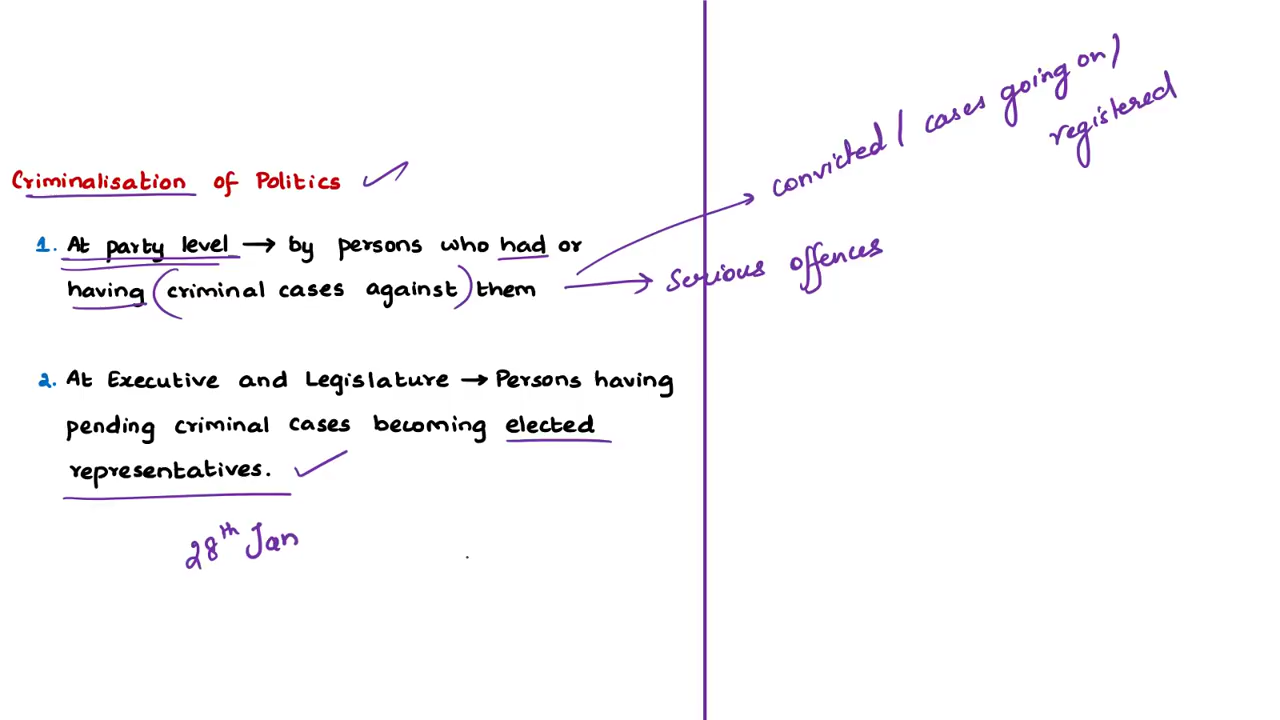 Criminalisation of Politics
1. At party level → by persons who had or
having (criminal cases against) them
2. At Executive and Legislature → Persons having
pending criminal cases becoming elected
representatives.
28th Jan
convicted / cases going on /
registered
Serious offences